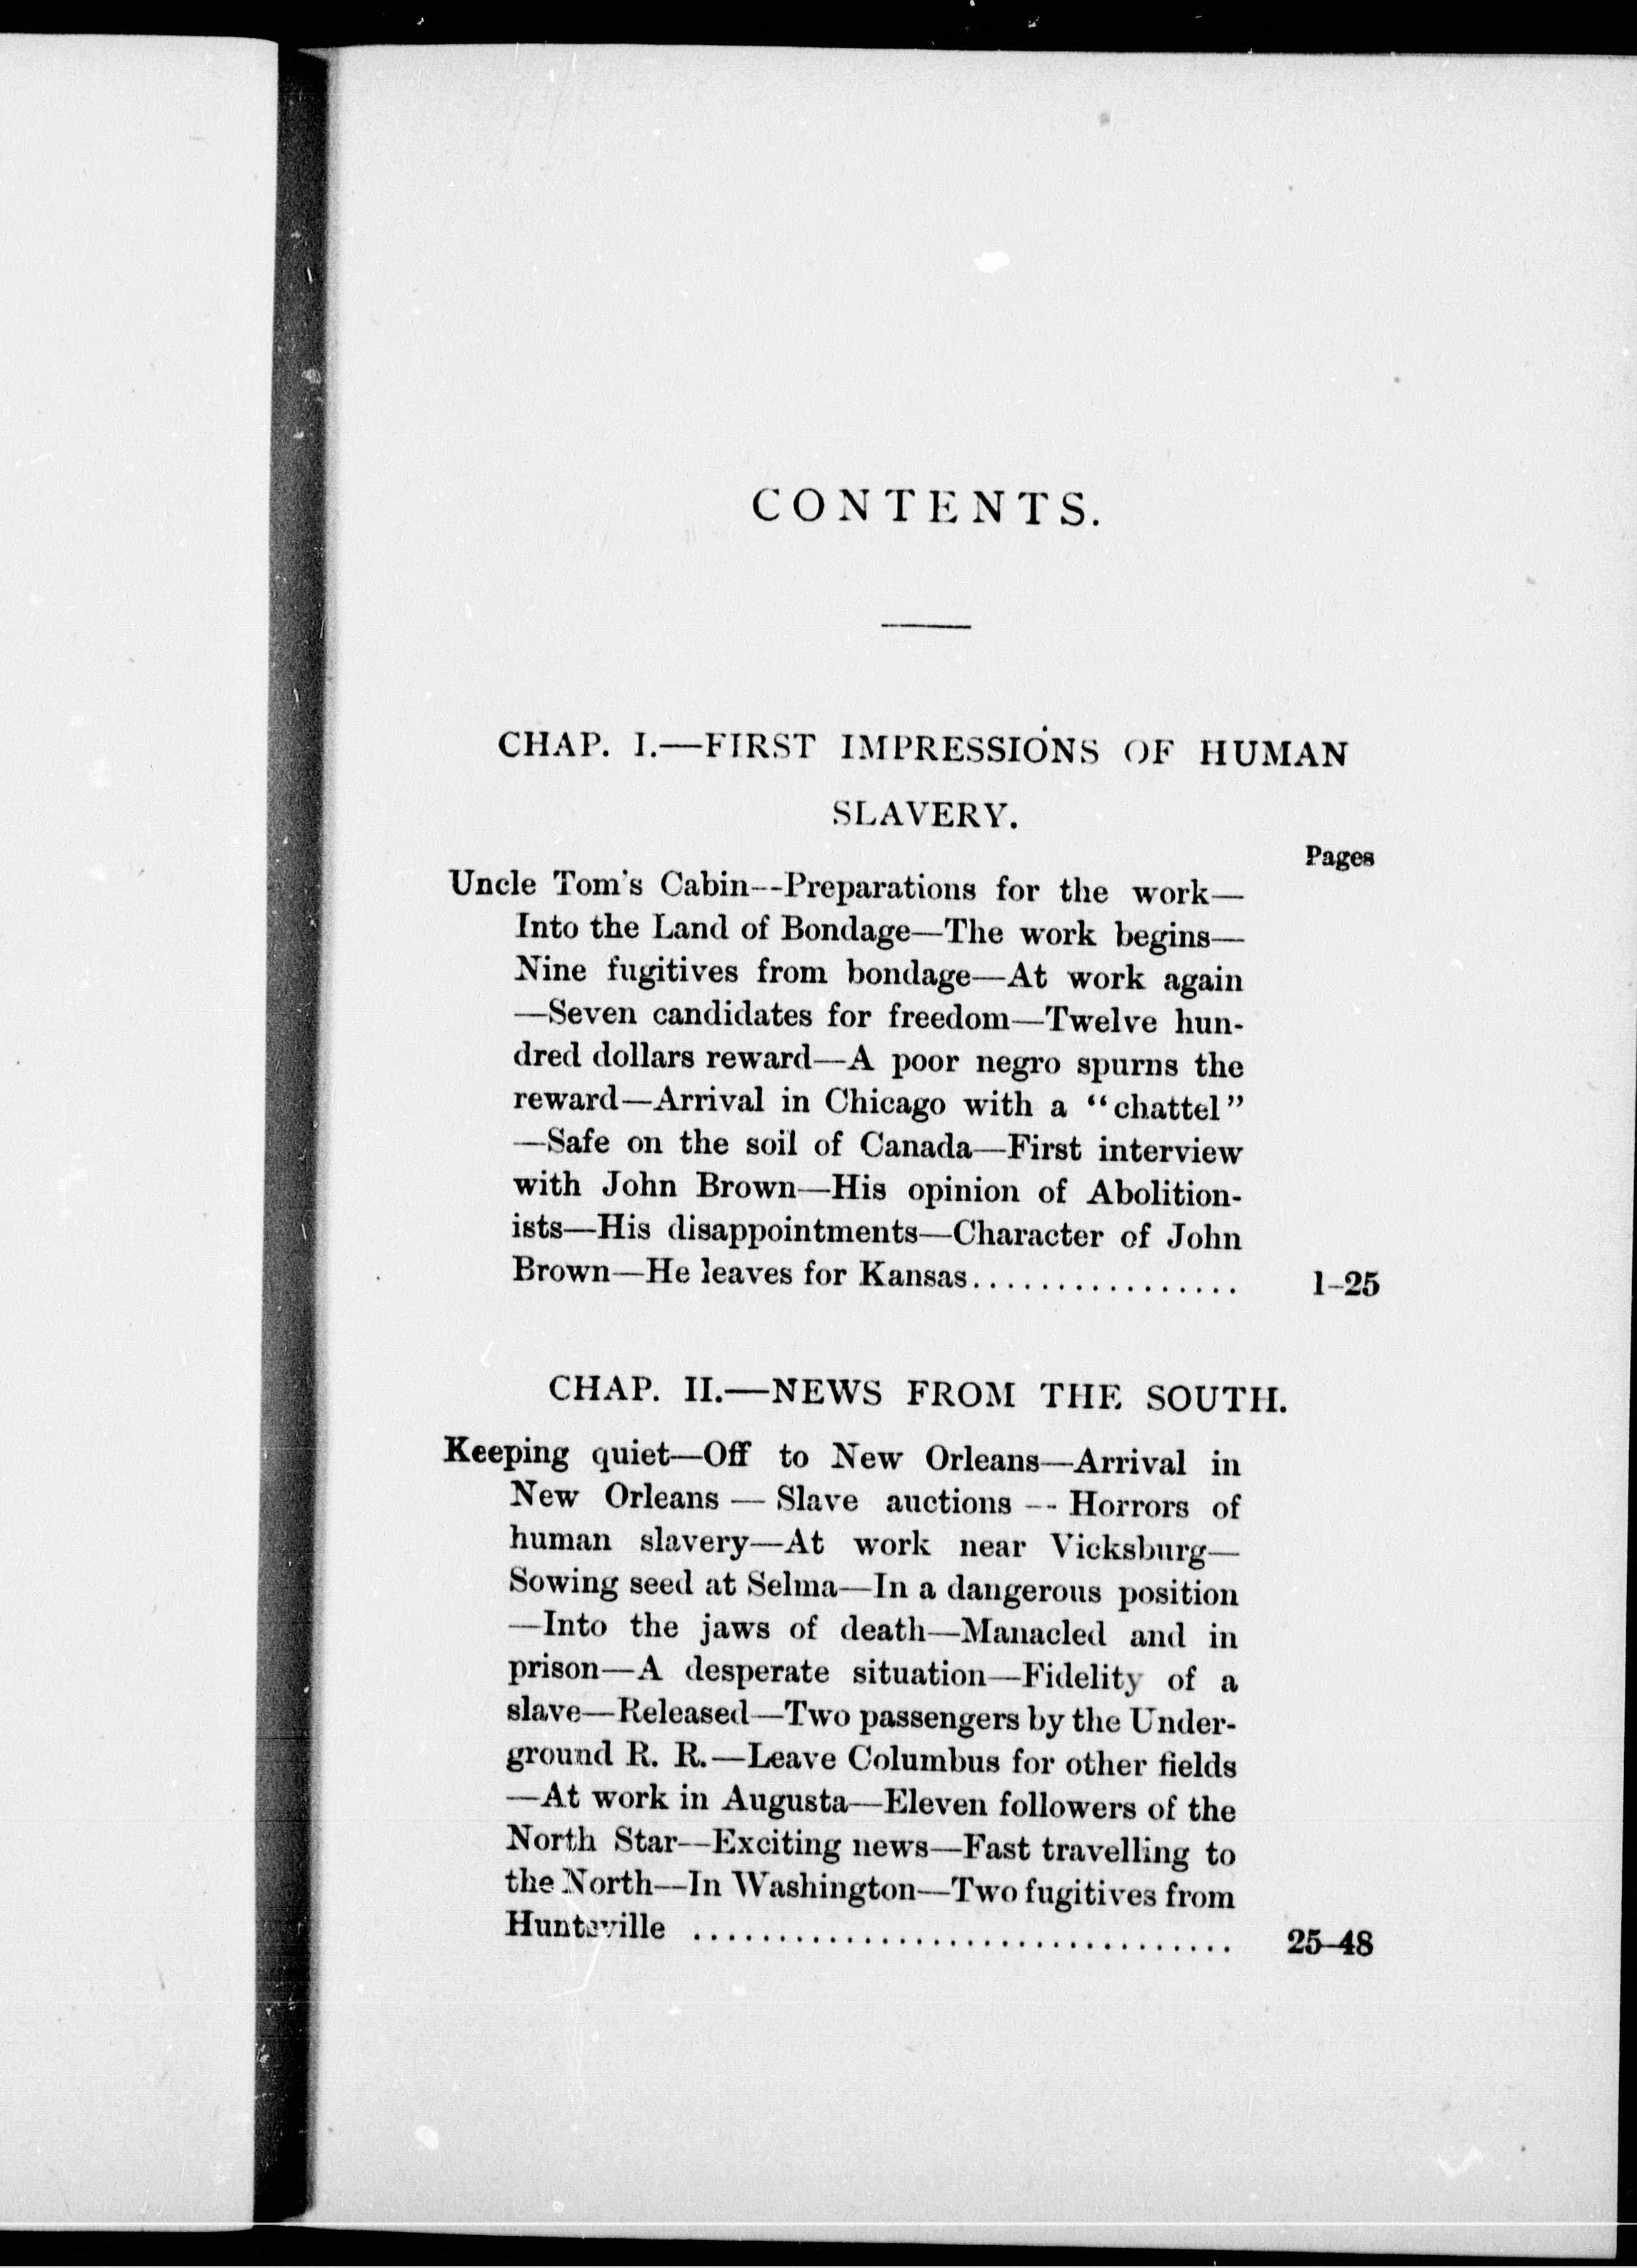 CONTENTS.
CHAP. I.—FIRST IMPRESSIONS OF HUMAN
SLAVERY.
Pages
Uncle Tom's Cabin--Preparations for the work—
Into the Land of Bondage—The work begins—
Nine fugitives from bondage—At work again
—Seven candidates for freedom—Twelve hun-
dred dollars reward—A poor negro spurns the
reward—Arrival in Chicago with a "chattel"
—Safe on the soil of Canada—First interview
with John Brown—His opinion of Abolition-
ists—His disappointments—Character of John
Brown—He leaves for Kansas................ 1-25
CHAP. II.—NEWS FROM THE SOUTH.
Keeping quiet—Off to New Orleans—Arrival in
New Orleans — Slave auctions -- Horrors of
human slavery—At work near Vicksburg—
Sowing seed at Selma—In a dangerous position
—Into the jaws of death—Manacled and in
prison—A desperate situation—Fidelity of a
slave—Released—Two passengers by the Under-
ground R. R.—Leave Columbus for other fields
—At work in Augusta—Eleven followers of the
North Star—Exciting news—Fast travelling to
the North—In Washington—Two fugitives from
Huntsville ................................ 25-48